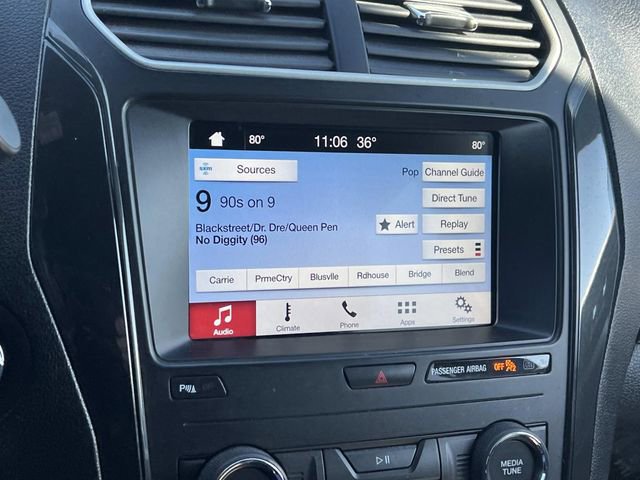 80° 11:06 36° 80°
sxm Sources Pop Channel Guide
9 90s on 9 Direct Tune
Blackstreet/Dr. Dre/Queen Pen Alert Replay
No Diggity (96)
Presets
Carrie PrmeCtry Blusvlle Rdhouse Bridge Blend
Audio Climate Phone Apps Settings
PASSENGER AIRBAG OFF
P
MEDIA
TUNE